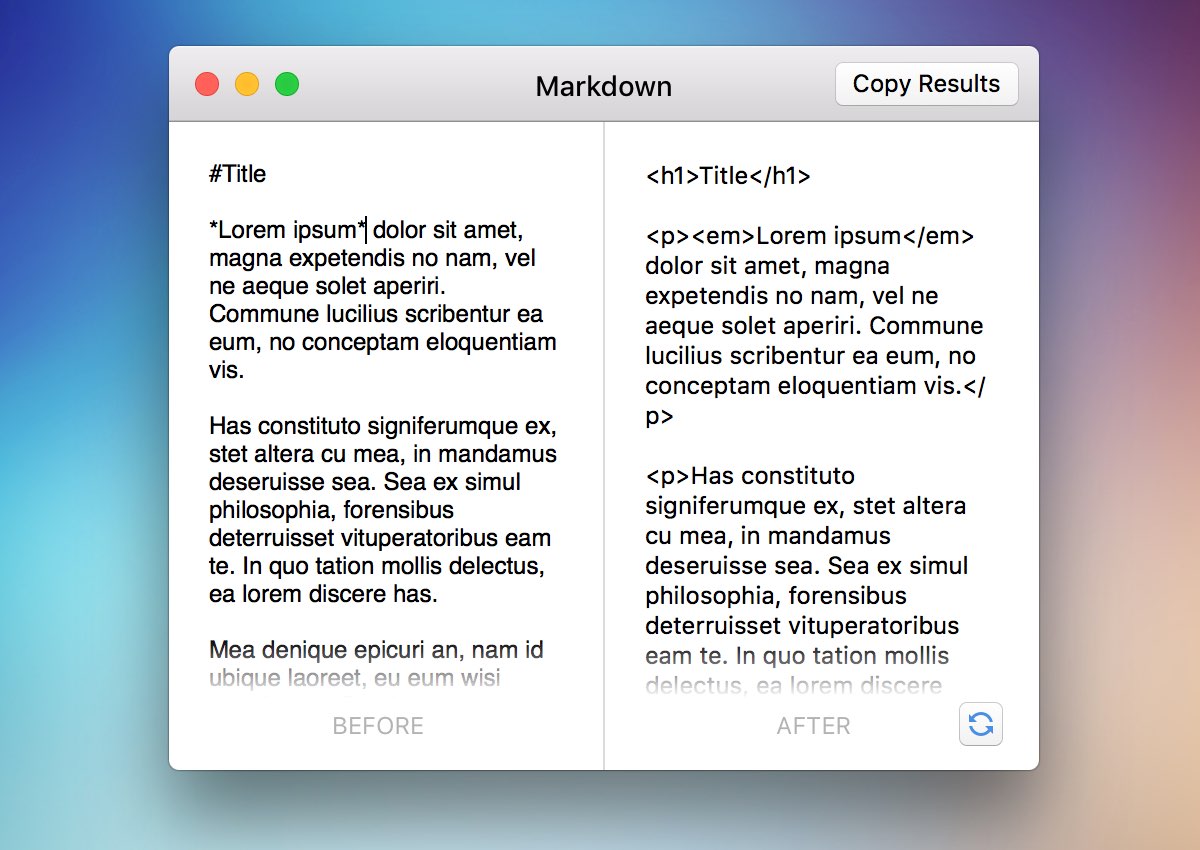 Markdown
Copy Results
#Title
*Lorem ipsum* dolor sit amet,
magna expetendis no nam, vel
ne aeque solet aperiri.
Commune lucilius scribentur ea
eum, no conceptam eloquentiam
vis.
Has constituto signiferumque ex,
stet altera cu mea, in mandamus
deseruisse sea. Sea ex simul
philosophia, forensibus
deterruisset vituperatoribus eam
te. In quo tation mollis delectus,
ea lorem discere has.
Mea denique epicuri an, nam id
ubique laoreet, eu eum wisi
BEFORE
<h1>Title</h1>
<p><em>Lorem ipsum</em>
dolor sit amet, magna
expetendis no nam, vel ne
aeque solet aperiri. Commune
lucilius scribentur ea eum, no
conceptam eloquentiam vis.</
p>
<p>Has constituto
signiferumque ex, stet altera
cu mea, in mandamus
deseruisse sea. Sea ex simul
philosophia, forensibus
deterruisset vituperatoribus
eam te. In quo tation mollis
delectus, ea lorem discere
AFTER